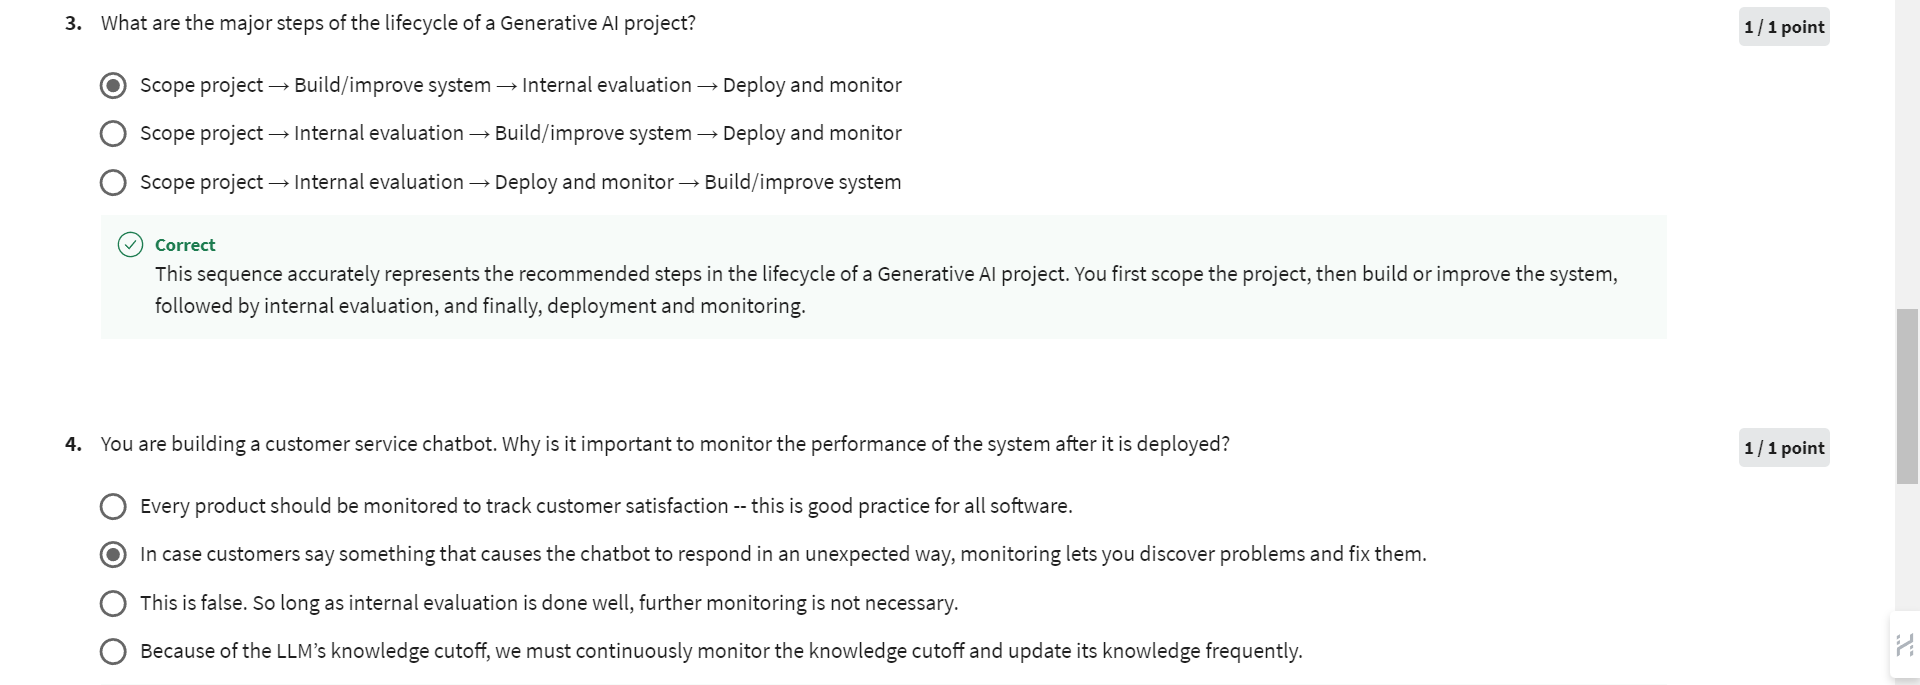 3. What are the major steps of the lifecycle of a Generative AI project?
1 / 1 point
Scope project → Build/improve system → Internal evaluation → Deploy and monitor
Scope project → Internal evaluation → Build/improve system → Deploy and monitor
Scope project → Internal evaluation → Deploy and monitor → Build/improve system
Correct
This sequence accurately represents the recommended steps in the lifecycle of a Generative AI project. You first scope the project, then build or improve the system,
followed by internal evaluation, and finally, deployment and monitoring.
4. You are building a customer service chatbot. Why is it important to monitor the performance of the system after it is deployed?
1 / 1 point
Every product should be monitored to track customer satisfaction -- this is good practice for all software.
In case customers say something that causes the chatbot to respond in an unexpected way, monitoring lets you discover problems and fix them.
This is false. So long as internal evaluation is done well, further monitoring is not necessary.
Because of the LLM’s knowledge cutoff, we must continuously monitor the knowledge cutoff and update its knowledge frequently.